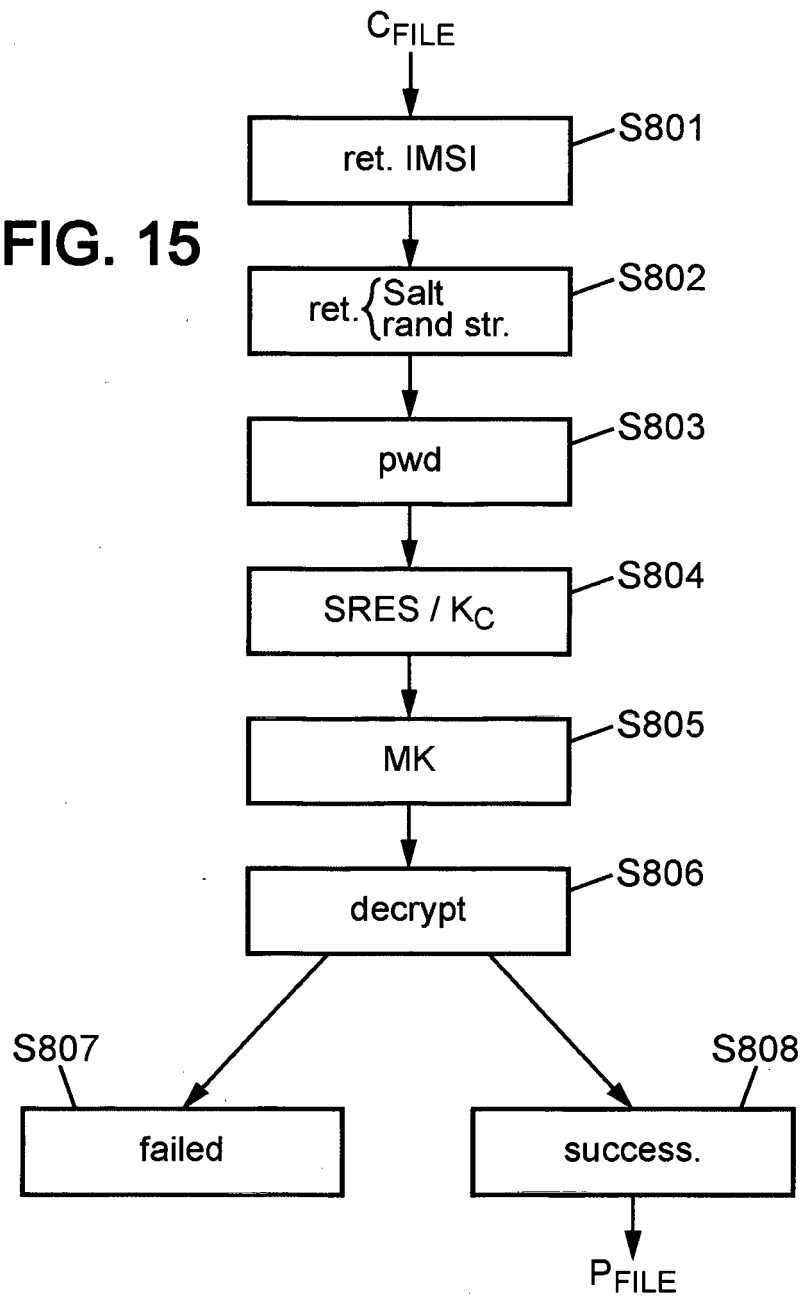 C_FILE
S801
ret. IMSI
FIG. 15
S802
ret. { Salt
rand str.
S803
pwd
S804
SRES / K_C
S805
MK
S806
decrypt
S807
S808
failed
success.
P_FILE